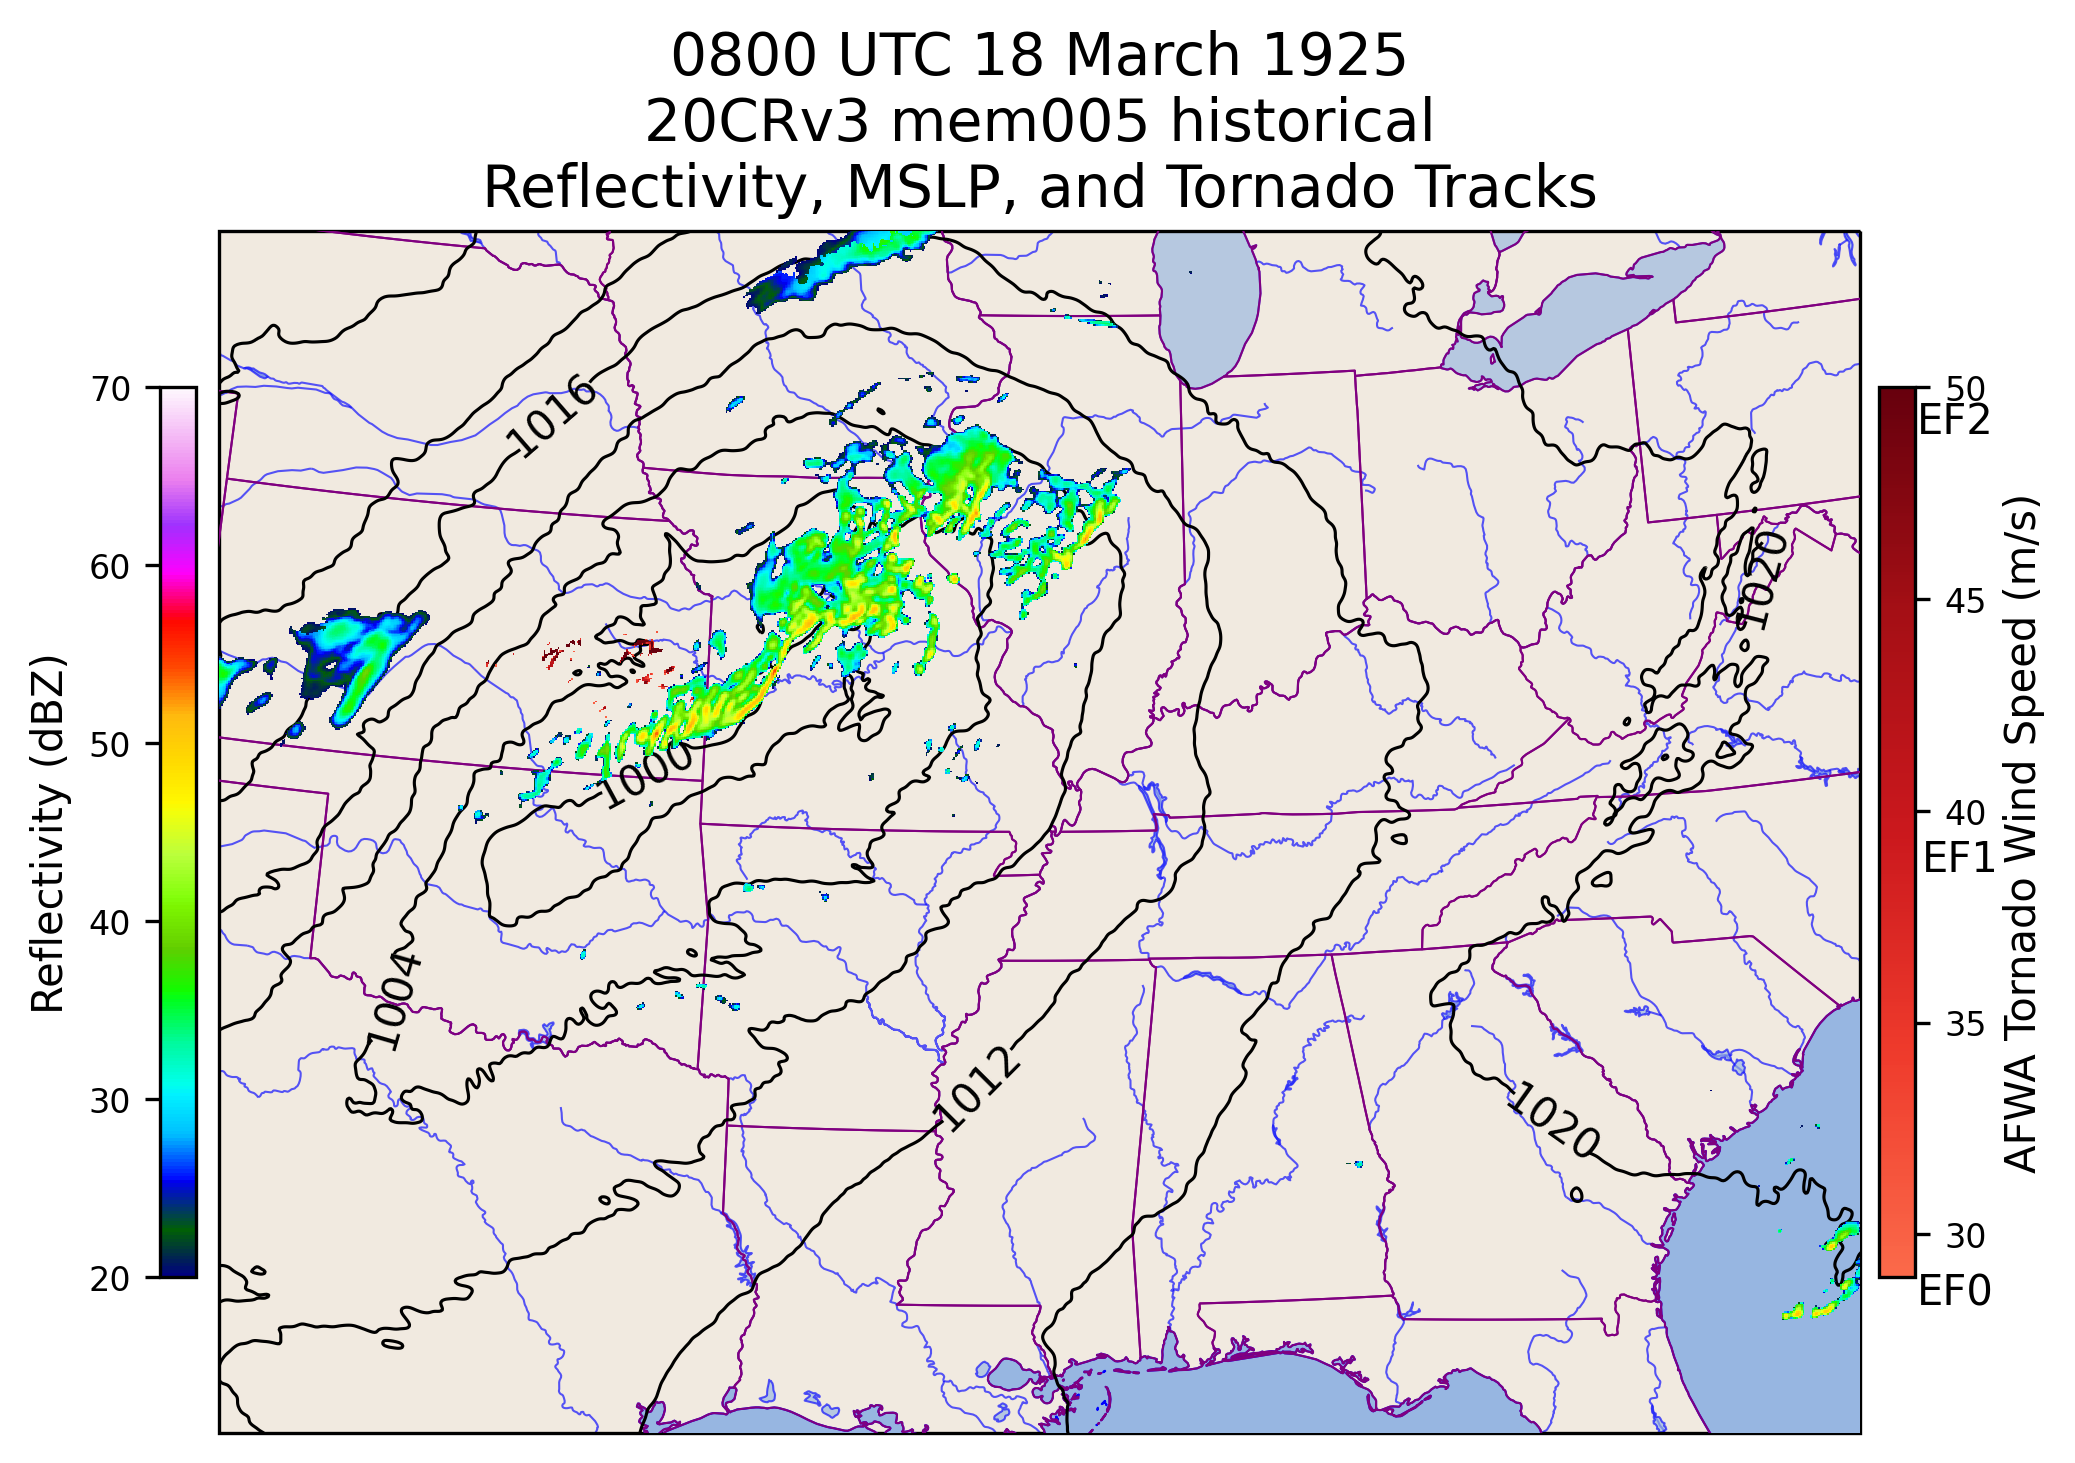 0800 UTC 18 March 1925
20CRv3 mem005 historical
Reflectivity, MSLP, and Tornado Tracks
Reflectivity (dBZ)
70
60
50
40
30
20
1016
1020
1000
1004
1012
1020
50
EF2
45
40
EF1
35
30
EF0
AFWA Tornado Wind Speed (m/s)